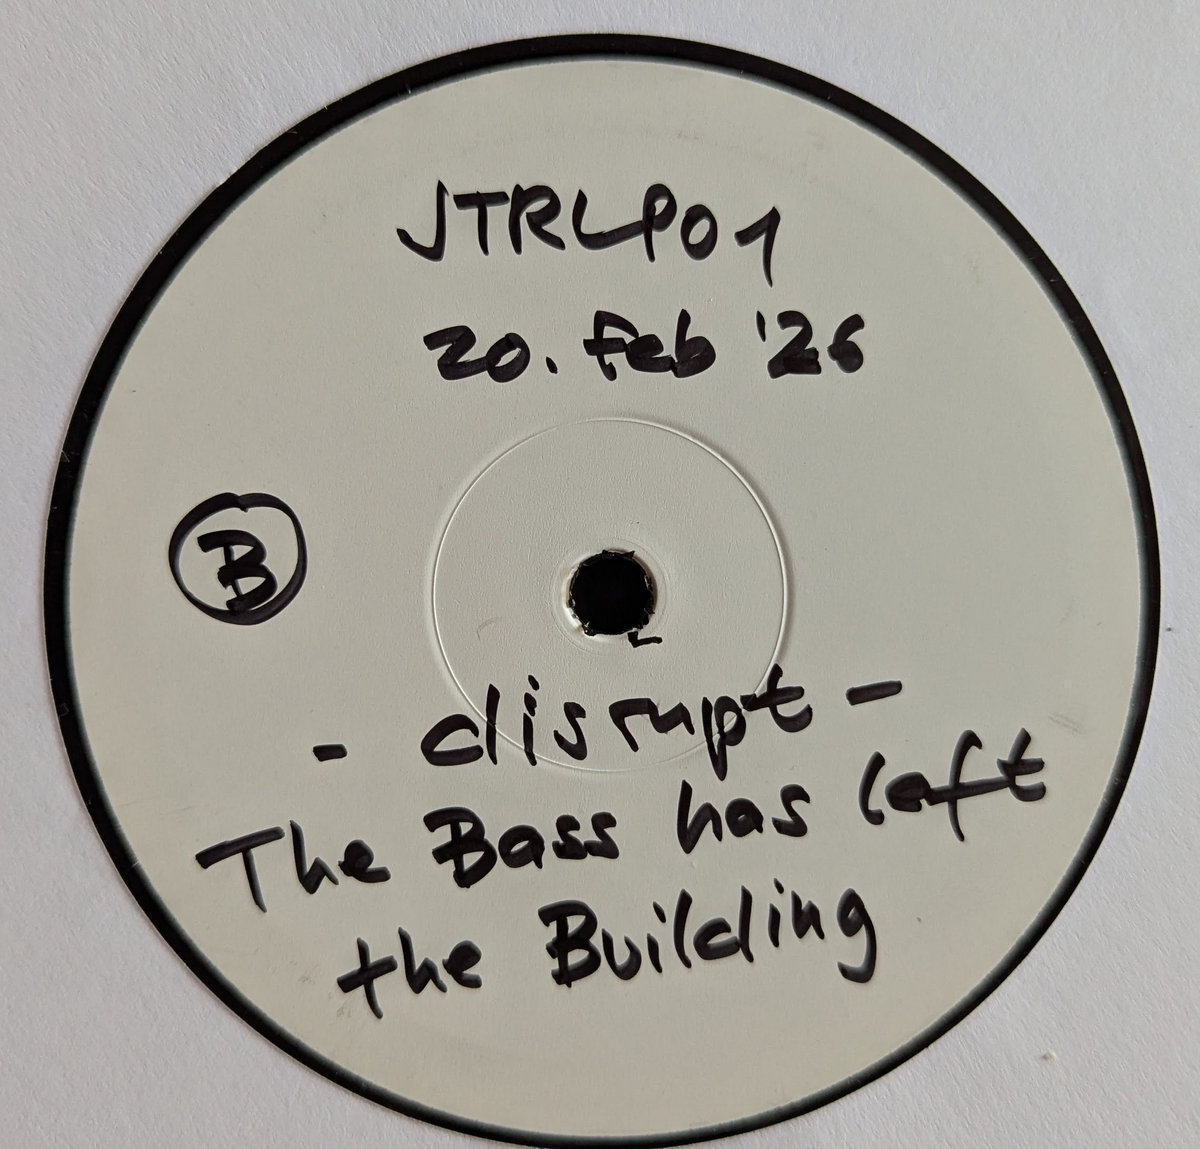 JTRLP01
20. Feb '26
B
- disrupt -
The Bass has left
the Building